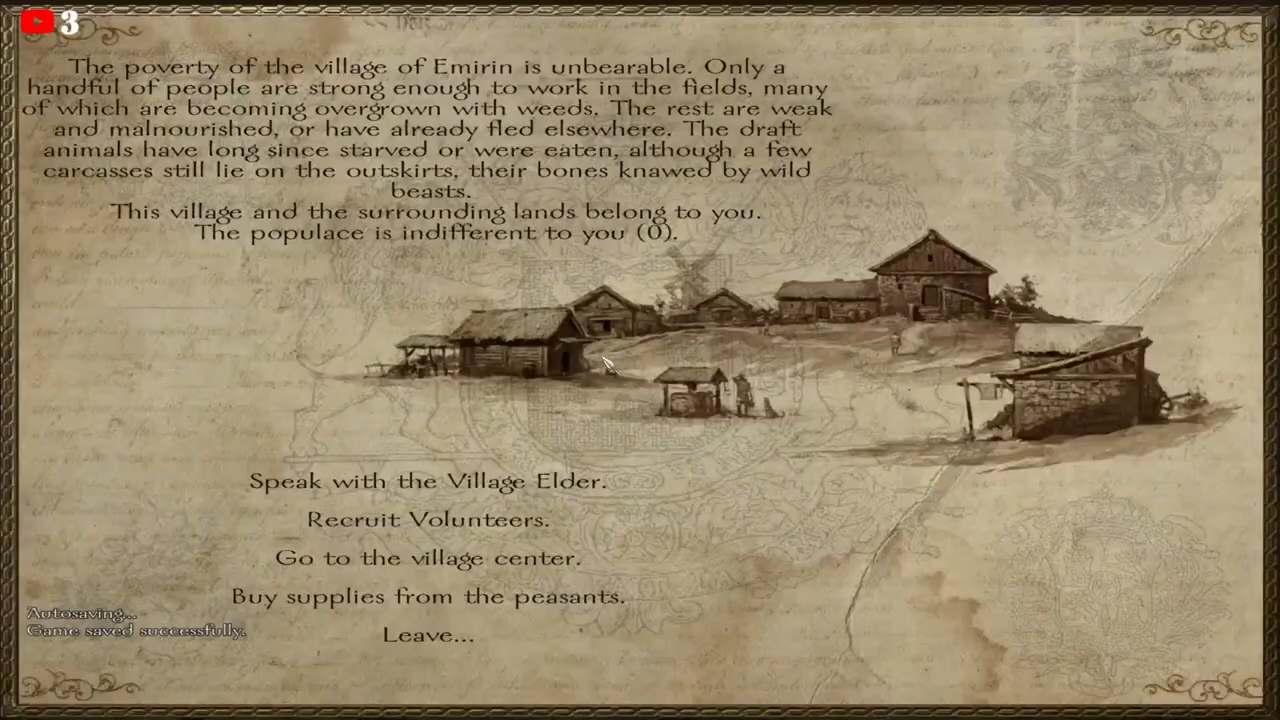 3
The poverty of the village of Emirin is unbearable. Only a
handful of people are strong enough to work in the fields, many
of which are becoming overgrown with weeds. The rest are weak
and malnourished, or have already fled elsewhere. The draft
animals have long since starved or were eaten, although a few
carcasses still lie on the outskirts, their bones knawed by wild
beasts.
This village and the surrounding lands belong to you.
The populace is indifferent to you (0).
Speak with the Village Elder.
Recruit Volunteers.
Go to the village center.
Buy supplies from the peasants.
Autosaving...
Game saved successfully.
Leave...